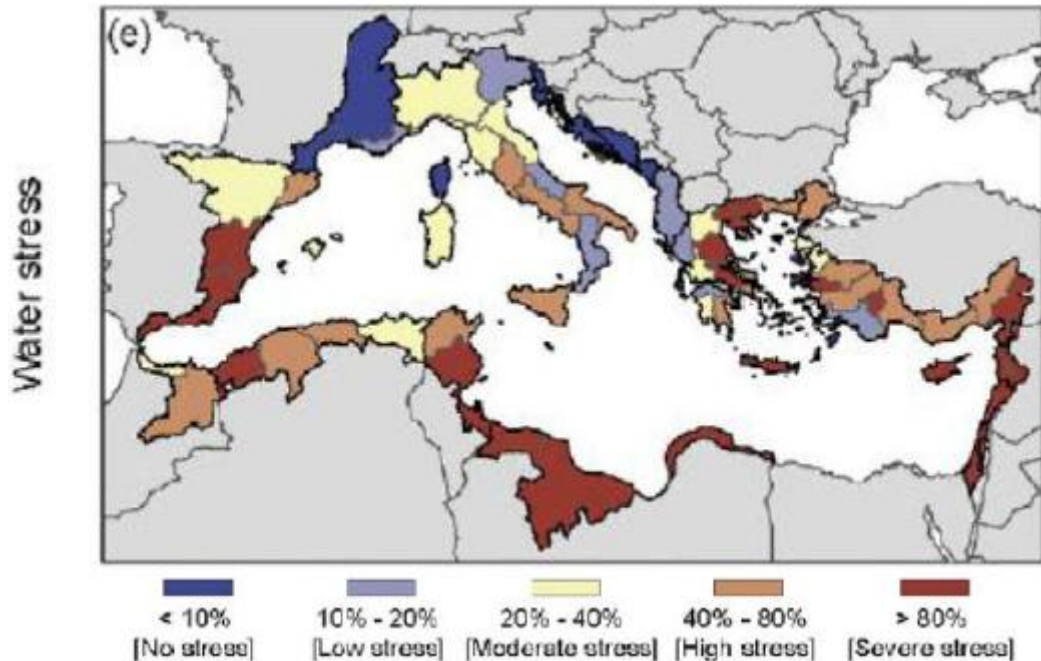 (e)
Water stress
< 10% 10% - 20% 20% - 40% 40% - 80% > 80%
[No stress] [Low stress] [Moderate stress] [High stress] [Severe stress]